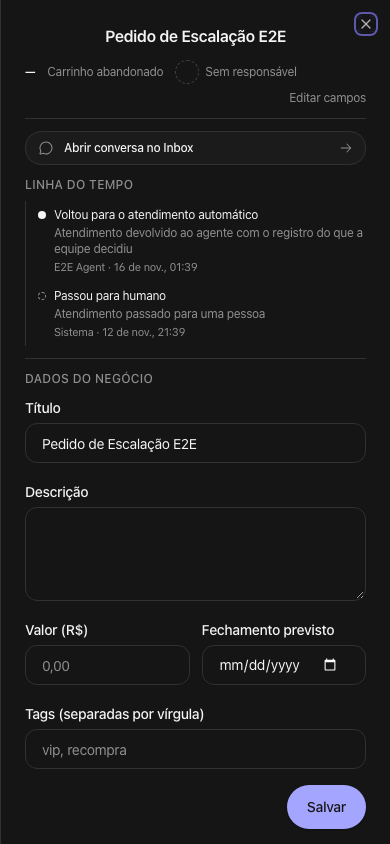 Pedido de Escalação E2E
Carrinho abandonado
Sem responsável
Editar campos
Abrir conversa no Inbox
LINHA DO TEMPO
Voltou para o atendimento automático
Atendimento devolvido ao agente com o registro do que a
equipe decidiu
E2E Agent · 16 de nov., 01:39
Passou para humano
Atendimento passado para uma pessoa
Sistema · 12 de nov., 21:39
DADOS DO NEGÓCIO
Título
Pedido de Escalação E2E
Descrição
Valor (R$)
Fechamento previsto
0,00
mm/dd/yyyy
Tags (separadas por vírgula)
vip, recompra
Salvar